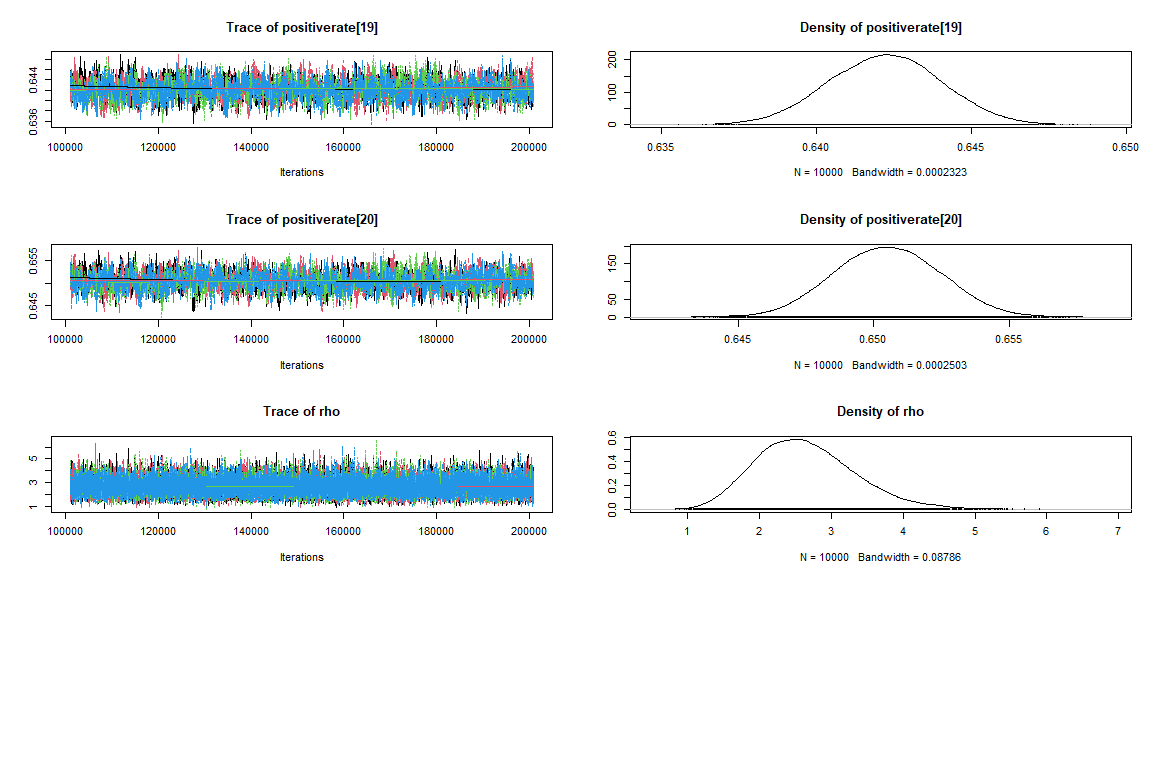 Trace of positiverate[19]
0.636 0.644
100000 120000 140000 160000 180000 200000
Iterations
Density of positiverate[19]
0 100 200
0.635 0.640 0.645 0.650
N = 10000 Bandwidth = 0.0002323
Trace of positiverate[20]
0.645 0.655
100000 120000 140000 160000 180000 200000
Iterations
Density of positiverate[20]
0 50 150
0.645 0.650 0.655
N = 10000 Bandwidth = 0.0002503
Trace of rho
1 3 5
100000 120000 140000 160000 180000 200000
Iterations
Density of rho
0.0 0.2 0.4 0.6
1 2 3 4 5 6 7
N = 10000 Bandwidth = 0.08786